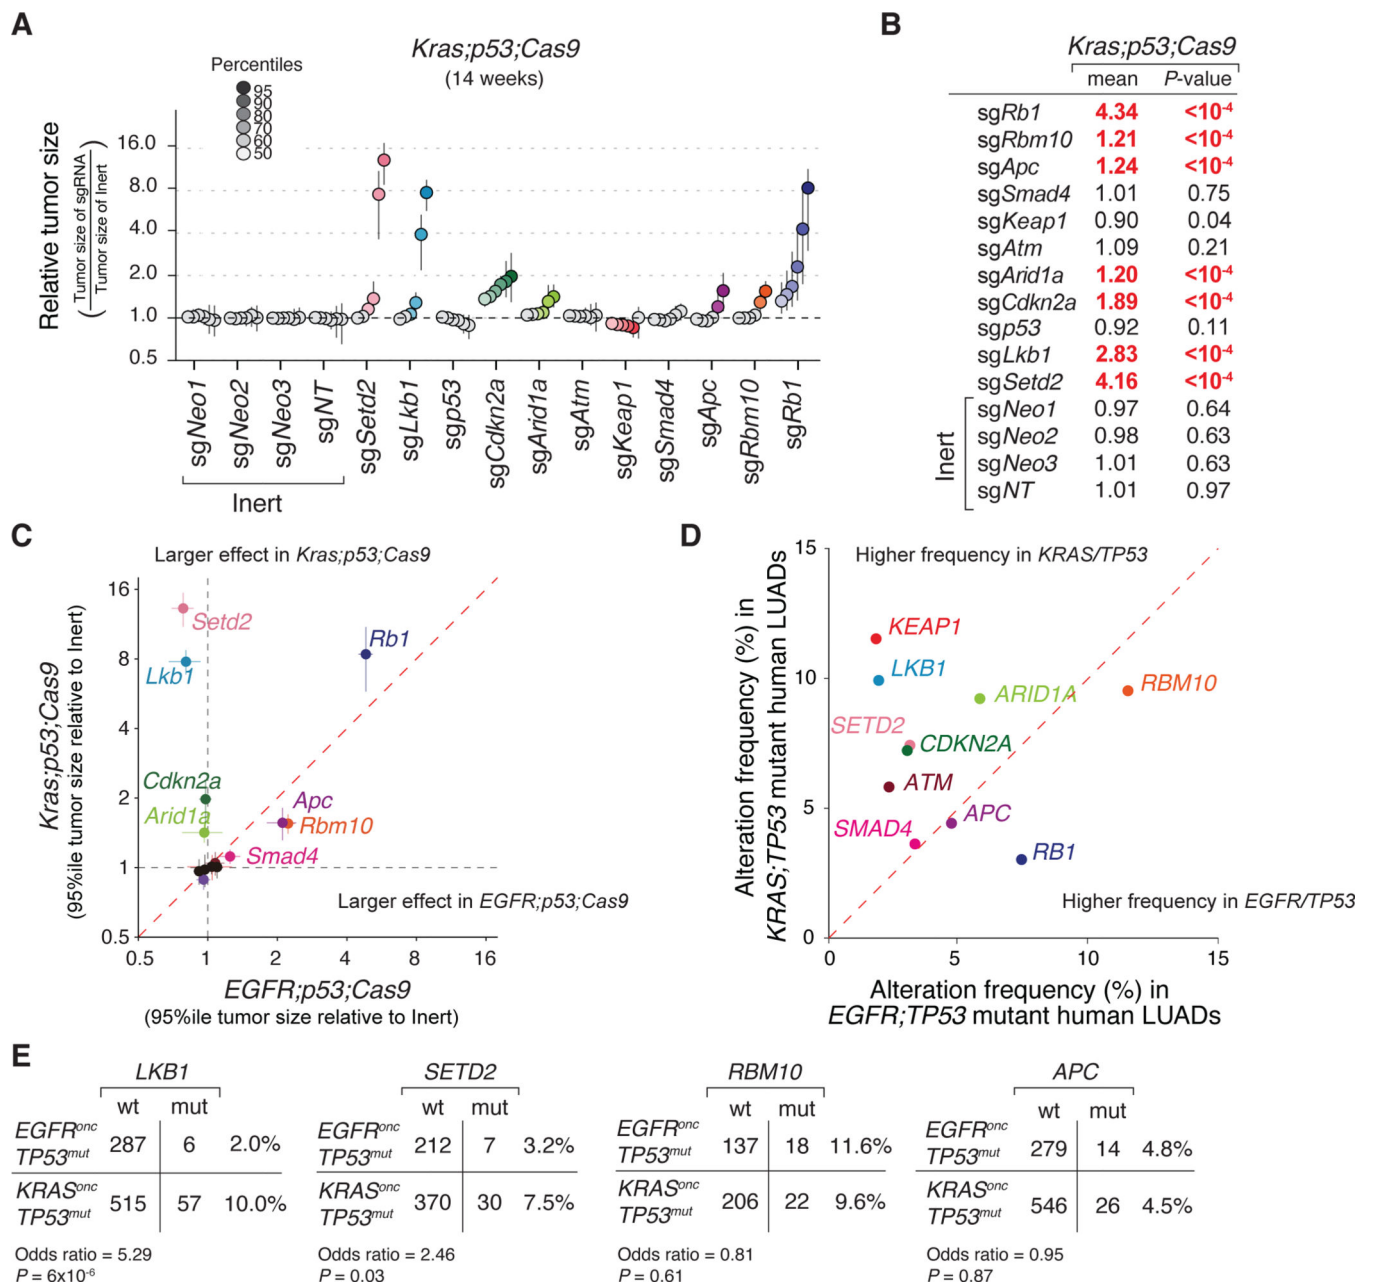 A
Kras;p53;Cas9
(14 weeks)
Percentiles
95
90
80
70
60
50
Relative tumor size
(Tumor size of sgRNA
Tumor size of Inert)
16.0
8.0
4.0
2.0
1.0
0.5
sgNeo1
sgNeo2
sgNeo3
sgNT
sgSetd2
sgLkb1
sgp53
sgCdkn2a
sgArid1a
sgAtm
sgKeap1
sgSmad4
sgApc
sgRbm10
sgRb1
Inert
B
Kras;p53;Cas9
mean P-value
sgRb1 4.34 <10-4
sgRbm10 1.21 <10-4
sgApc 1.24 <10-4
sgSmad4 1.01 0.75
sgKeap1 0.90 0.04
sgAtm 1.09 0.21
sgArid1a 1.20 <10-4
sgCdkn2a 1.89 <10-4
sgp53 0.92 0.11
sgLkb1 2.83 <10-4
sgSetd2 4.16 <10-4
Inert
sgNeo1 0.97 0.64
sgNeo2 0.98 0.63
sgNeo3 1.01 0.63
sgNT 1.01 0.97
C
Larger effect in Kras;p53;Cas9
Kras;p53;Cas9
(95%ile tumor size relative to Inert)
16
8
4
2
1
0.5
Setd2
Lkb1
Rb1
Cdkn2a
Arid1a
Apc
Rbm10
Smad4
Larger effect in EGFR;p53;Cas9
0.5 1 2 4 8 16
EGFR;p53;Cas9
(95%ile tumor size relative to Inert)
D
Higher frequency in KRAS/TP53
Alteration frequency (%) in
KRAS;TP53 mutant human LUADs
15
10
5
0
KEAP1
LKB1
ARID1A
RBM10
SETD2
CDKN2A
ATM
SMAD4
APC
RB1
Higher frequency in EGFR/TP53
0 5 10 15
Alteration frequency (%) in
EGFR;TP53 mutant human LUADs
E
LKB1
wt mut
EGFRonc
TP53mut
287 6 2.0%
KRASonc
TP53mut
515 57 10.0%
Odds ratio = 5.29
P = 6x10-6
SETD2
wt mut
EGFRonc
TP53mut
212 7 3.2%
KRASonc
TP53mut
370 30 7.5%
Odds ratio = 2.46
P = 0.03
RBM10
wt mut
EGFRonc
TP53mut
137 18 11.6%
KRASonc
TP53mut
206 22 9.6%
Odds ratio = 0.81
P = 0.61
APC
wt mut
EGFRonc
TP53mut
279 14 4.8%
KRASonc
TP53mut
546 26 4.5%
Odds ratio = 0.95
P = 0.87